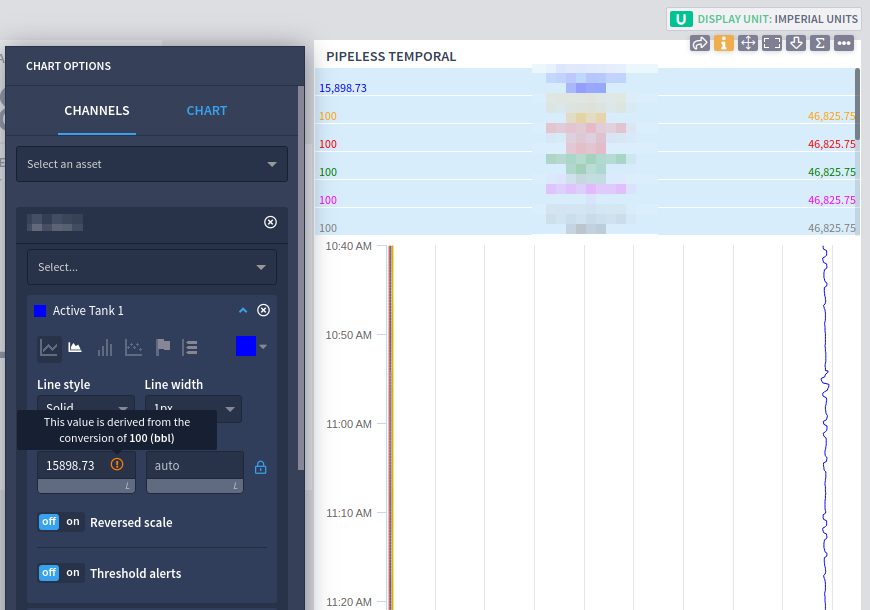 U DISPLAY UNIT: IMPERIAL UNITS
CHART OPTIONS
CHANNELS CHART
Select an asset
Select...
Active Tank 1
Line style Line width
Solid 1px
This value is derived from the
conversion of 100 (bbl)
15898.73 auto
L L
off on Reversed scale
off on Threshold alerts
PIPELESS TEMPORAL
15,898.73
100 46,825.75
100 46,825.75
100 46,825.75
100 46,825.75
100 46,825.75
10:40 AM
10:50 AM
11:00 AM
11:10 AM
11:20 AM